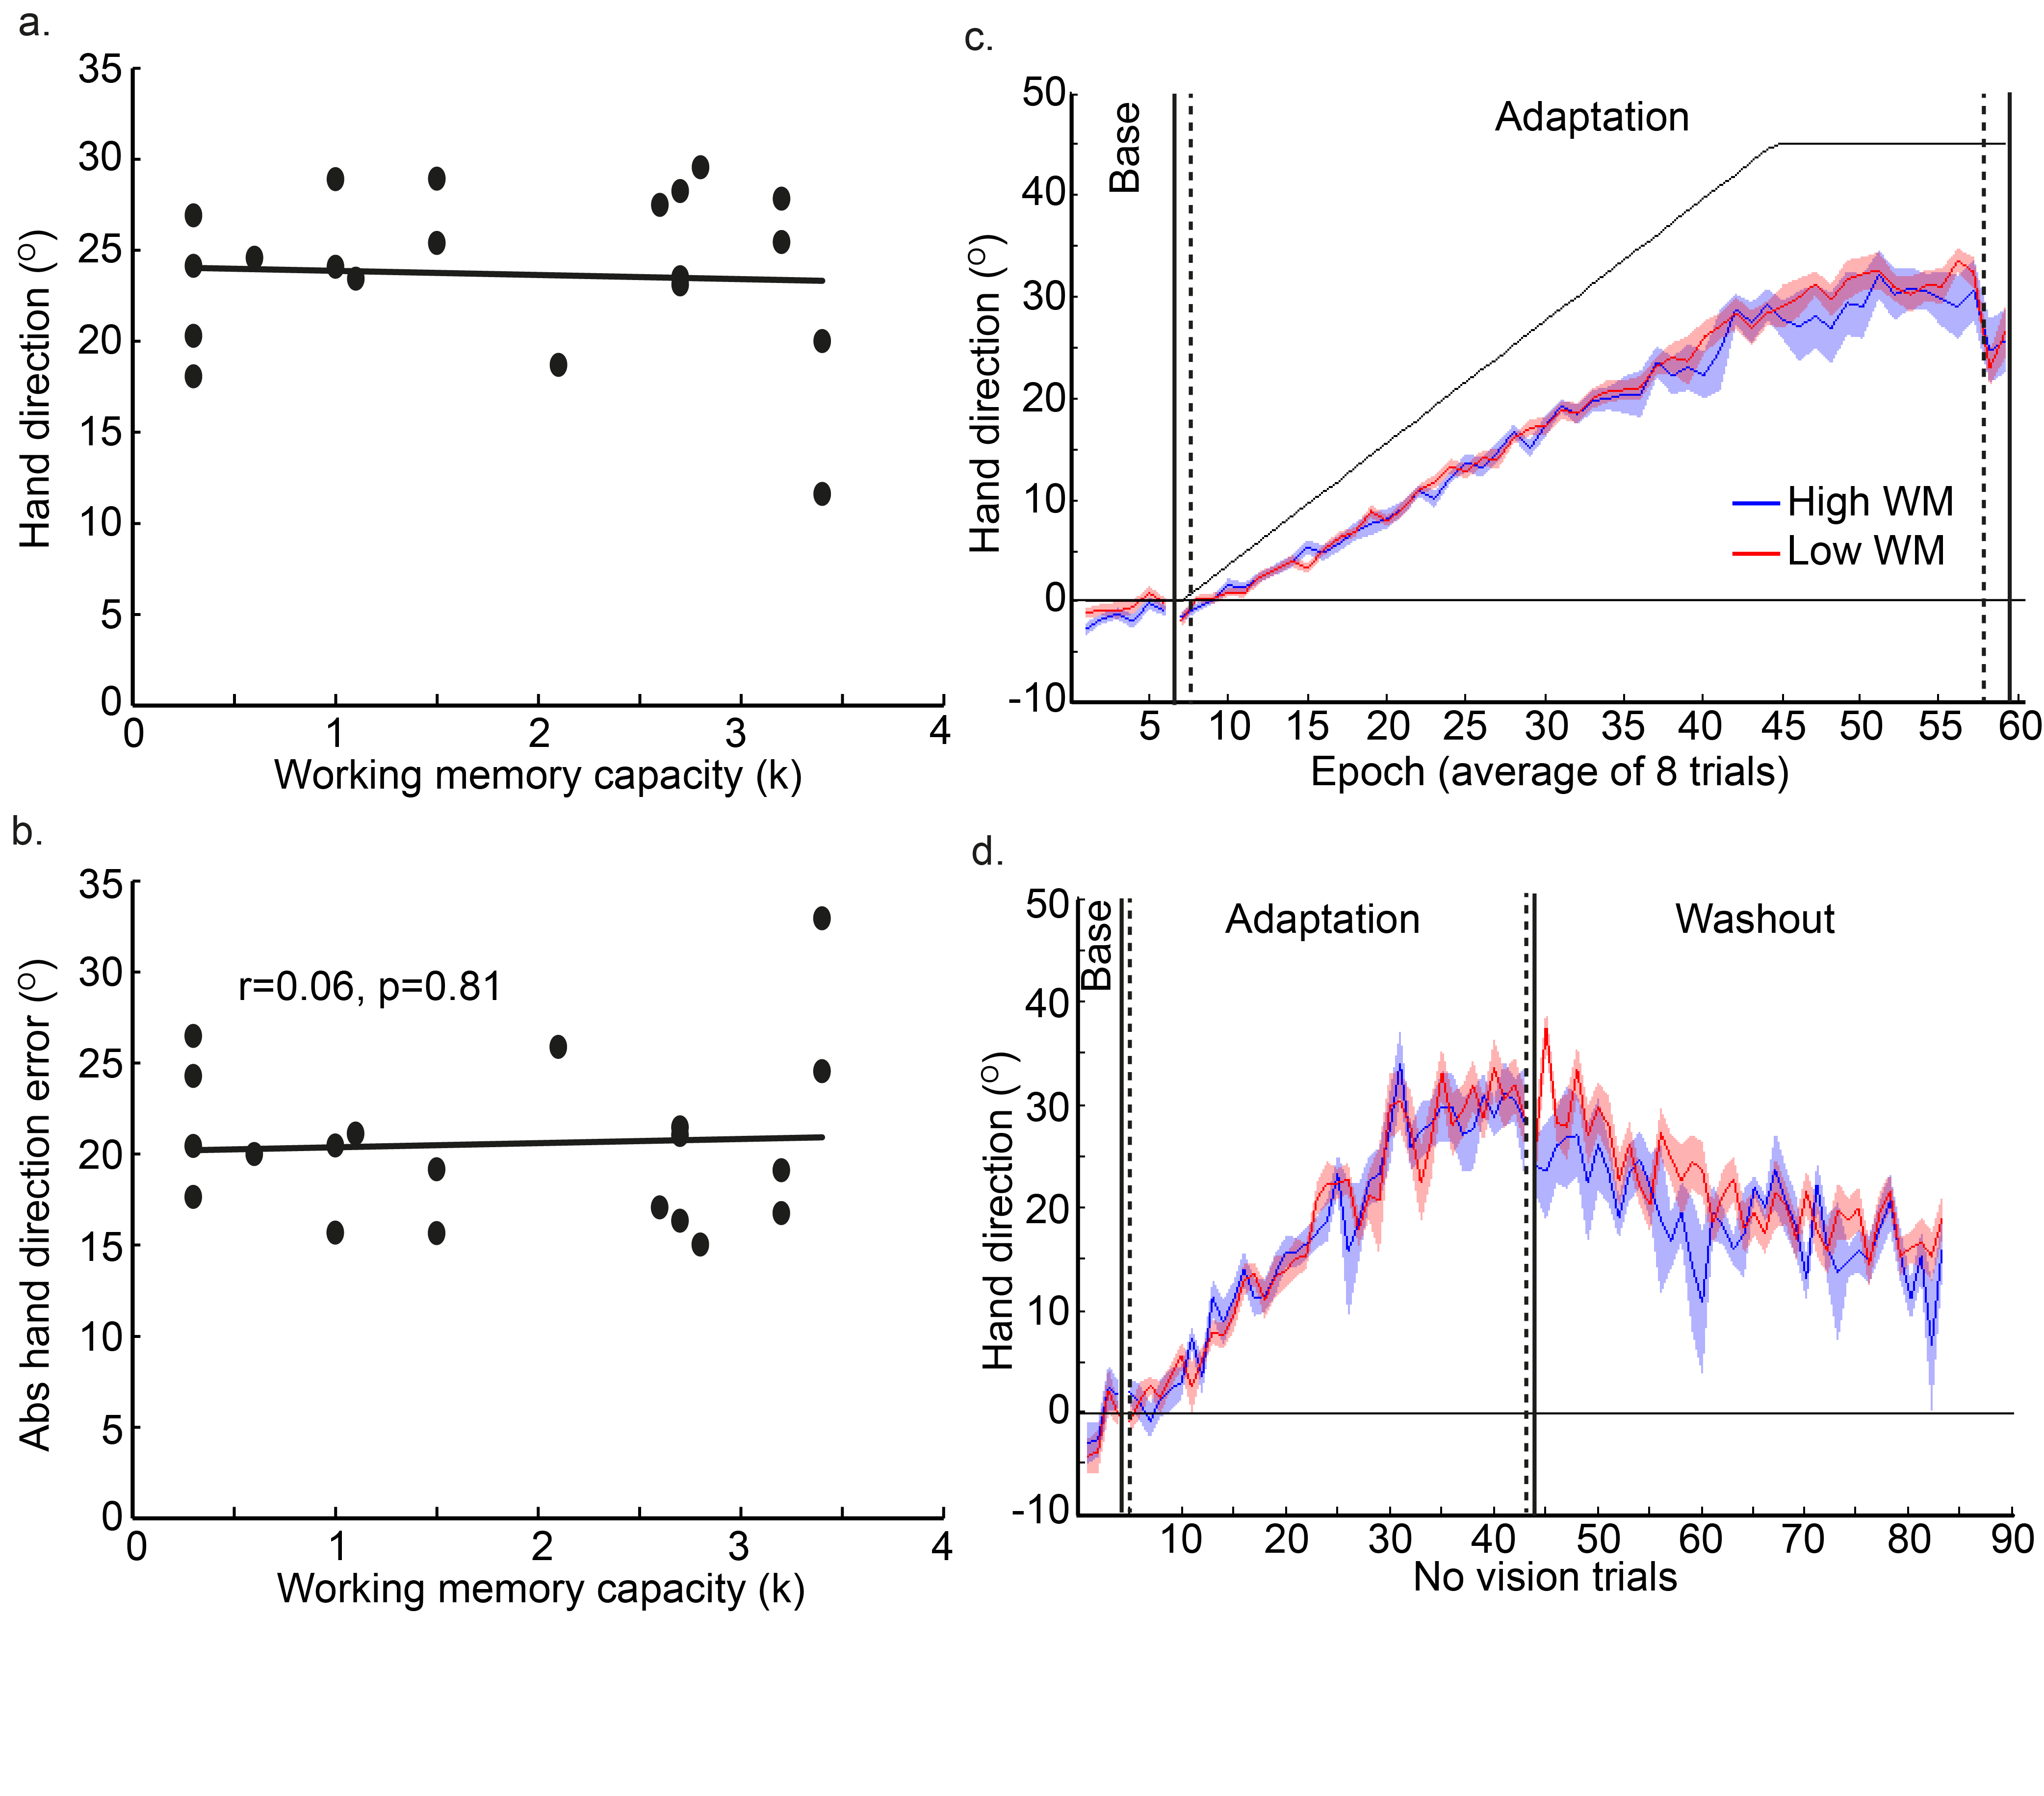 a.
35
30
25
20
15
10
5
0
Hand direction (O)
0 1 2 3 4
Working memory capacity (k)
b.
35
30
25
20
15
10
5
0
Abs hand direction error (O)
r=0.06, p=0.81
0 1 2 3 4
Working memory capacity (k)
c.
50
40
30
20
10
0
-10
Hand direction (O)
Base
Adaptation
High WM
Low WM
5 10 15 20 25 30 35 40 45 50 55 60
Epoch (average of 8 trials)
d.
50
40
30
20
10
0
-10
Hand direction (O)
Base
Adaptation
Washout
10 20 30 40 50 60 70 80 90
No vision trials